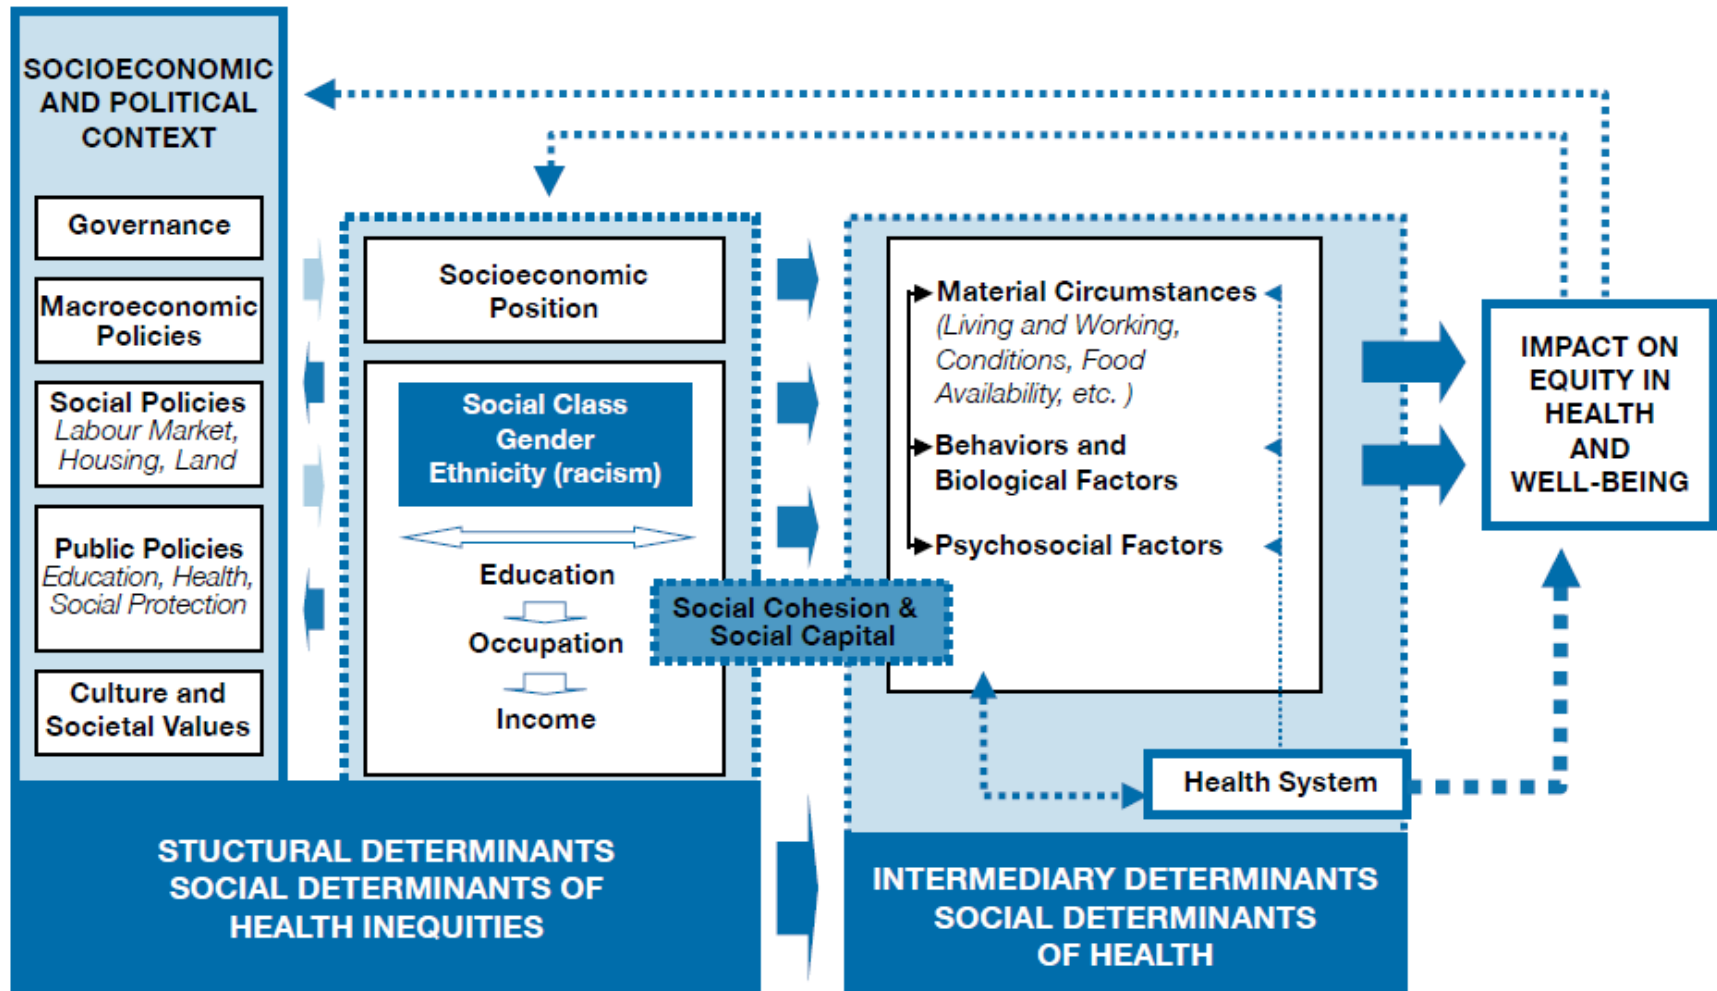 SOCIOECONOMIC
AND POLITICAL
CONTEXT
Governance
Macroeconomic
Policies
Social Policies
Labour Market,
Housing, Land
Public Policies
Education, Health,
Social Protection
Culture and
Societal Values
Socioeconomic
Position
Social Class
Gender
Ethnicity (racism)
Education
Occupation
Income
Social Cohesion &
Social Capital
Material Circumstances
(Living and Working,
Conditions, Food
Availability, etc. )
Behaviors and
Biological Factors
Psychosocial Factors
Health System
IMPACT ON
EQUITY IN
HEALTH
AND
WELL-BEING
STUCTURAL DETERMINANTS
SOCIAL DETERMINANTS OF
HEALTH INEQUITIES
INTERMEDIARY DETERMINANTS
SOCIAL DETERMINANTS
OF HEALTH